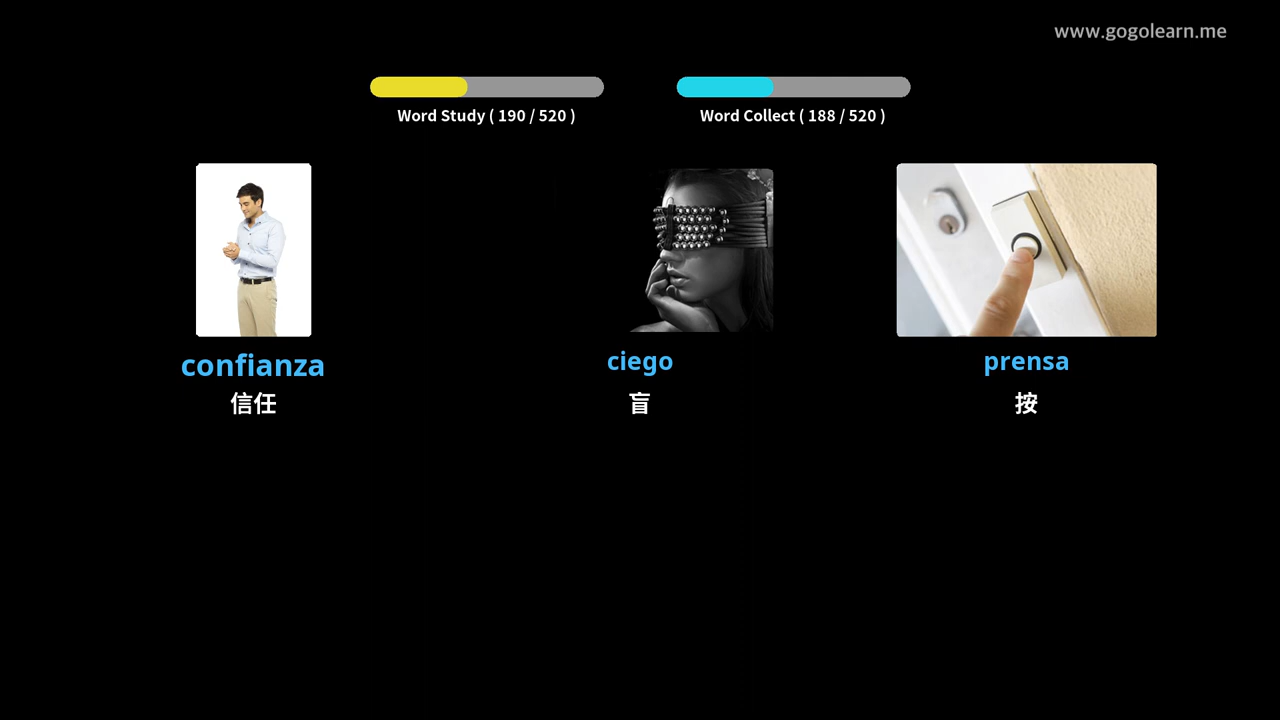 www.gogolearn.me
Word Study ( 190 / 520 )
Word Collect ( 188 / 520 )
confianza
信任
ciego
盲
prensa
按